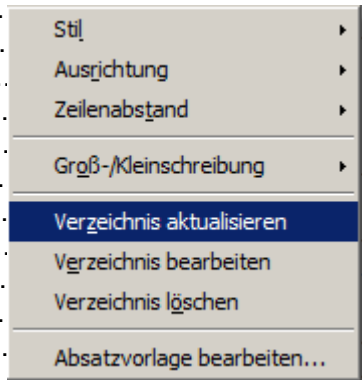 Stil
Ausrichtung
Zeilenabstand
Groß-/Kleinschreibung
Verzeichnis aktualisieren
Verzeichnis bearbeiten
Verzeichnis löschen
Absatzvorlage bearbeiten...